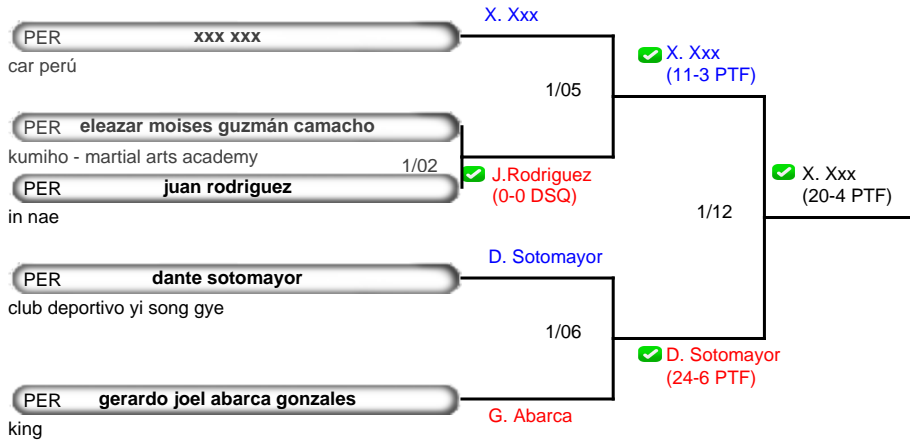 X. Xxx
PER xxx xxx
car perú
X. Xxx
(11-3 PTF)
1/05
PER eleazar moises guzmán camacho
kumiho - martial arts academy
1/02
J.Rodriguez
(0-0 DSQ)
PER juan rodriguez
in nae
X. Xxx
(20-4 PTF)
1/12
D. Sotomayor
PER dante sotomayor
club deportivo yi song gye
1/06
D. Sotomayor
(24-6 PTF)
PER gerardo joel abarca gonzales
G. Abarca
king